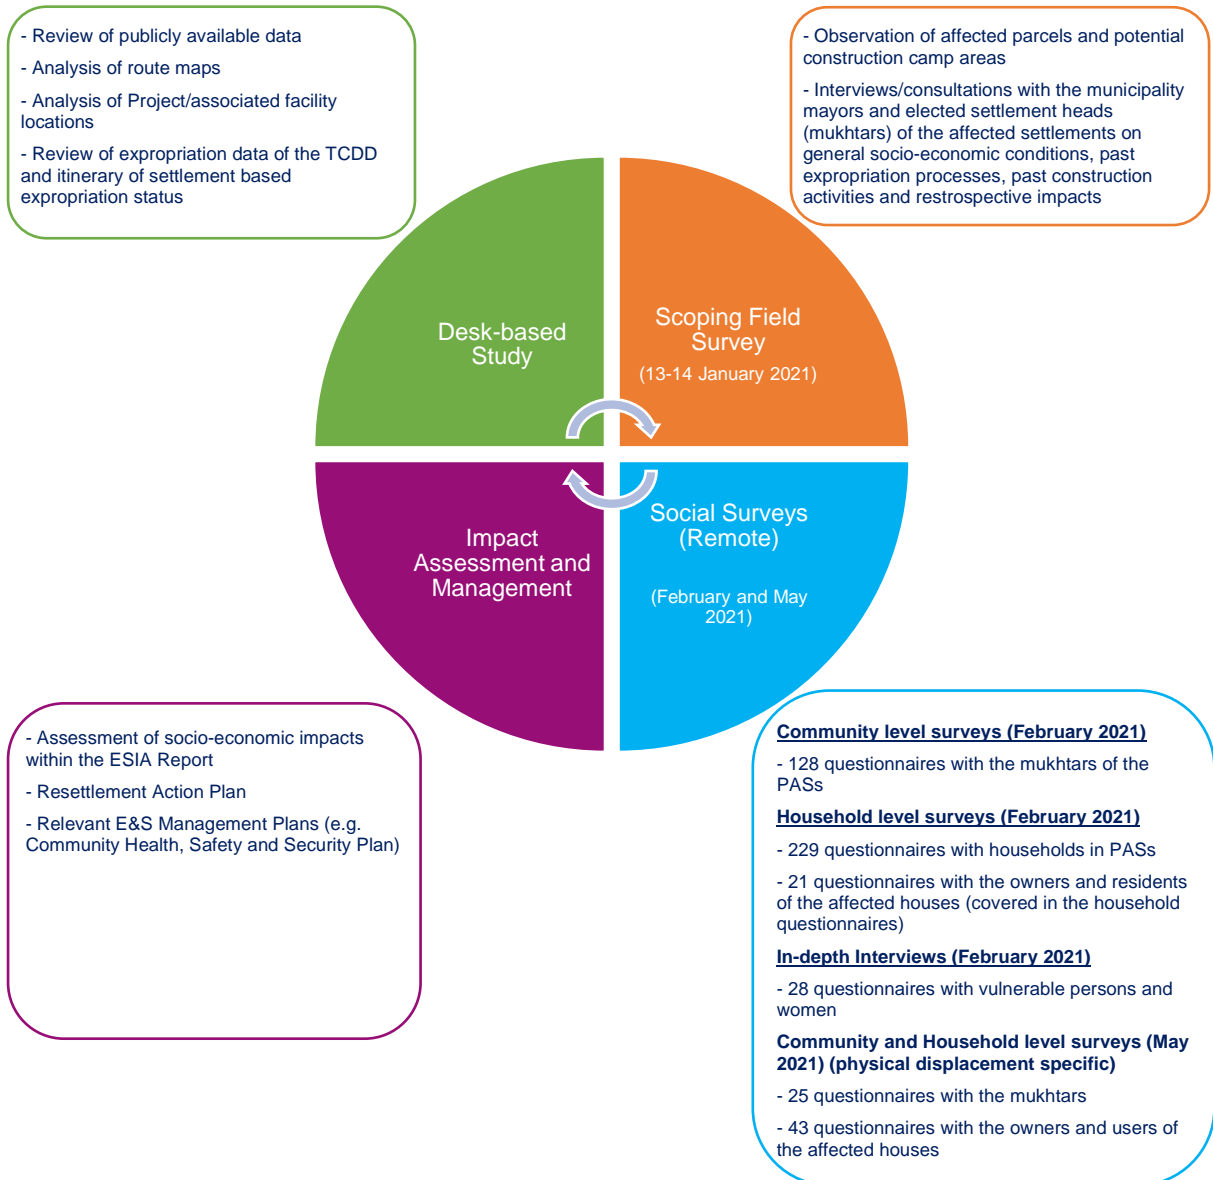 - Review of publicly available data
- Analysis of route maps
- Analysis of Project/associated facility
locations
- Review of expropriation data of the TCDD
and itinerary of settlement based
expropriation status
- Observation of affected parcels and potential
construction camp areas
- Interviews/consultations with the municipality
mayors and elected settlement heads
(mukhtars) of the affected settlements on
general socio-economic conditions, past
expropriation processes, past construction
activities and restrospective impacts
Desk-based
Study
Scoping Field
Survey
(13-14 January 2021)
Impact
Assessment and
Management
Social Surveys
(Remote)
(February and May
2021)
- Assessment of socio-economic impacts
within the ESIA Report
- Resettlement Action Plan
- Relevant E&S Management Plans (e.g.
Community Health, Safety and Security Plan)
Community level surveys (February 2021)
- 128 questionnaires with the mukhtars of the
PASs
Household level surveys (February 2021)
- 229 questionnaires with households in PASs
- 21 questionnaires with the owners and residents
of the affected houses (covered in the household
questionnaires)
In-depth Interviews (February 2021)
- 28 questionnaires with vulnerable persons and
women
Community and Household level surveys (May
2021) (physical displacement specific)
- 25 questionnaires with the mukhtars
- 43 questionnaires with the owners and users of
the affected houses